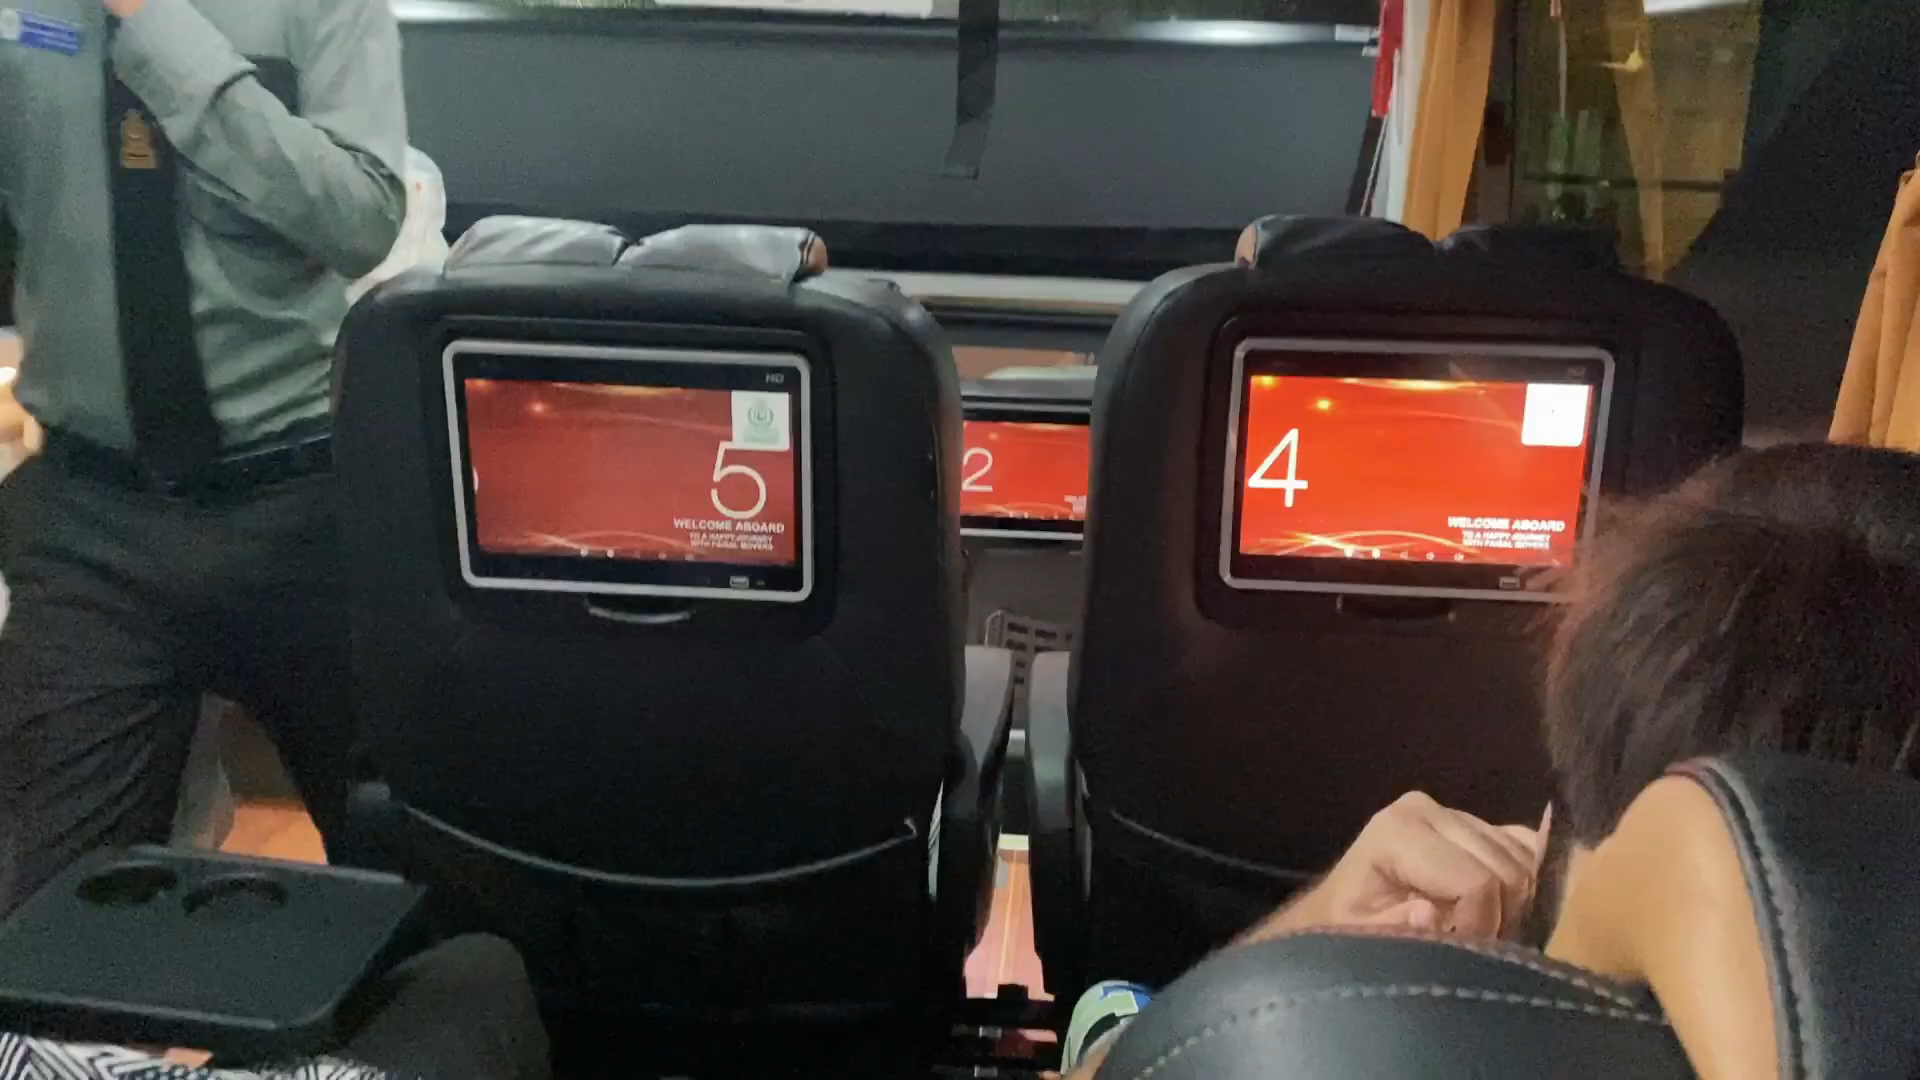 HD
5
WELCOME ABOARD
TO A HAPPY JOURNEY
WITH FAISAL MOVERS
2
HD
4
WELCOME ABOARD
TO A HAPPY JOURNEY
WITH FAISAL MOVERS